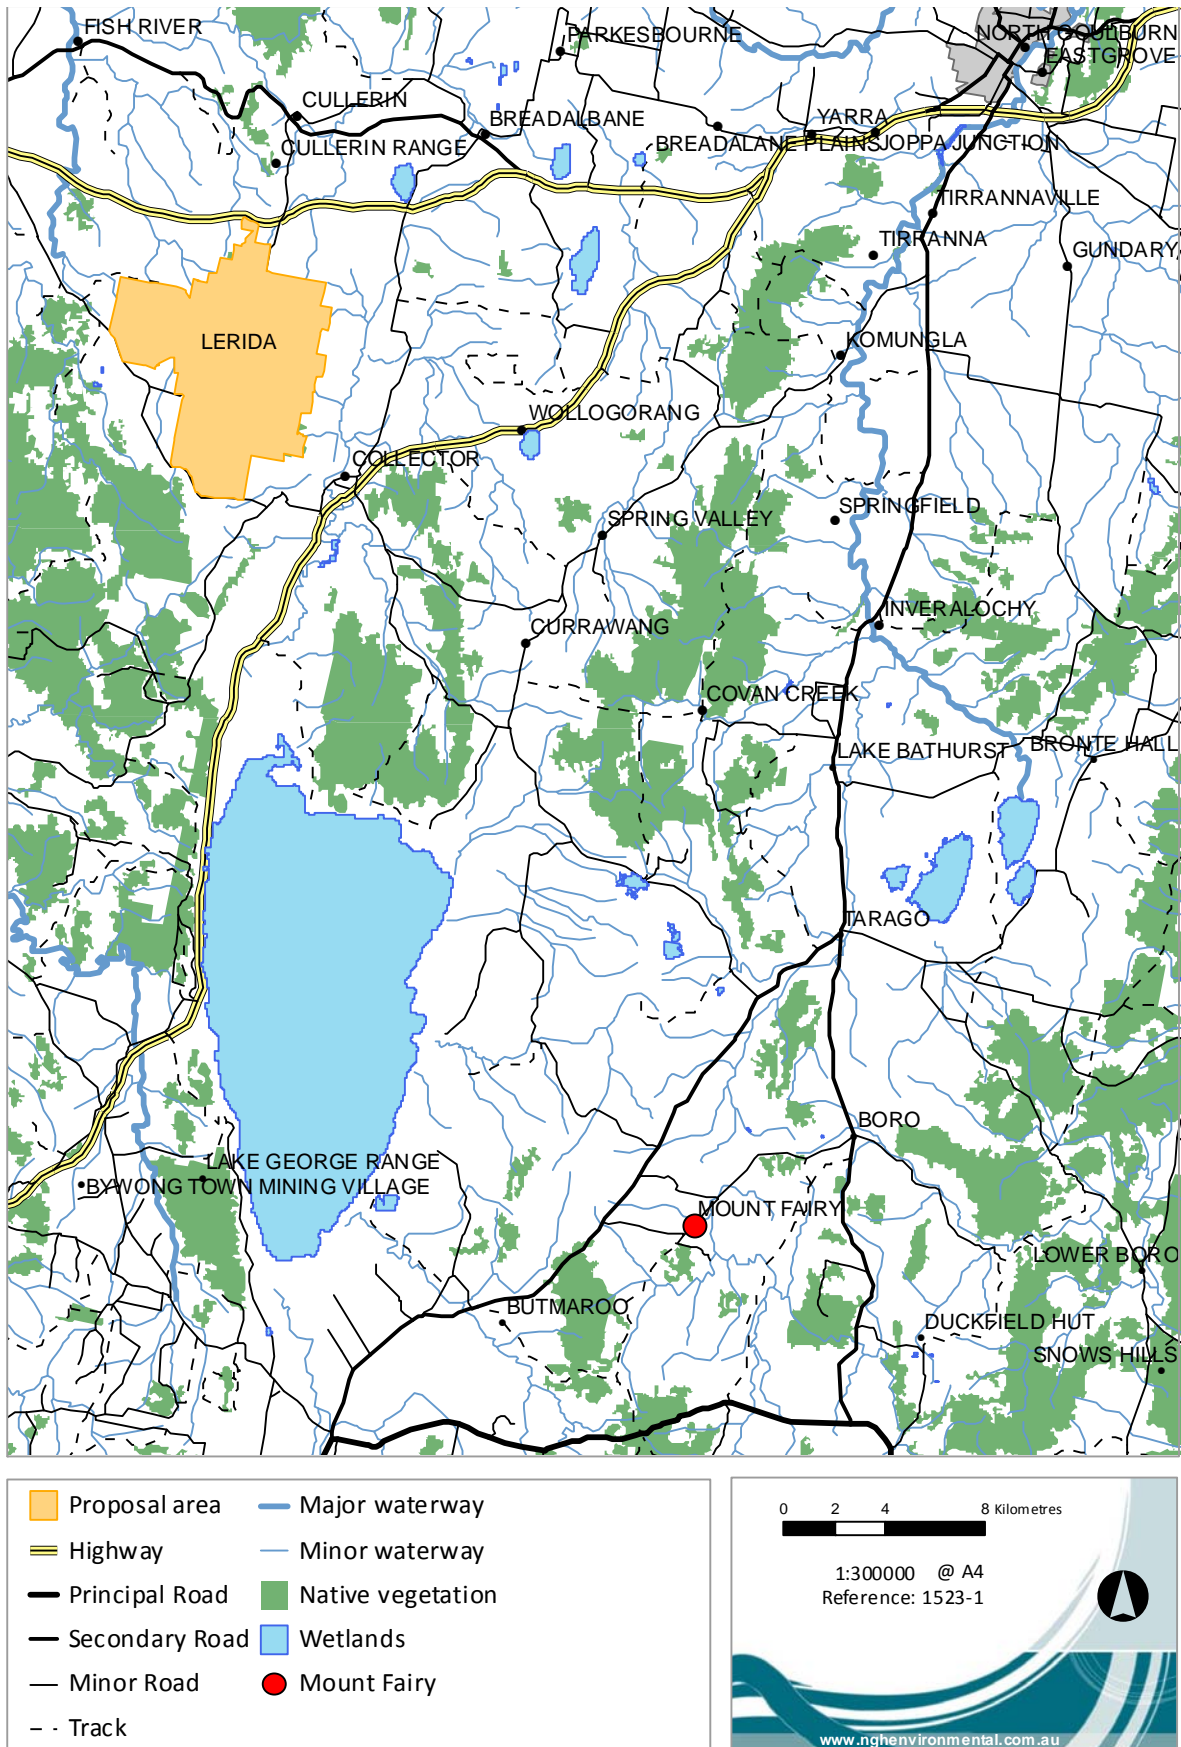 FISH RIVER
PARKESBOURNE
NORTH GOULBURN
EASTGROVE
CULLERIN
BREADALBANE
YARRA
CULLERIN RANGE
BREADALANE PLAINS
JOPPA JUNCTION
TIRRANNAVILLE
TIRRANNA
GUNDARY
LERIDA
KOMUNGLA
WOLLOGORANG
COLLECTOR
SPRING VALLEY
SPRINGFIELD
INVERALOCHY
CURRAWANG
COVAN CREEK
LAKE BATHURST
BRONTE HALL
TARAGO
BORO
LAKE GEORGE RANGE
BYWONG TOWN MINING VILLAGE
MOUNT FAIRY
LOWER BORO
BUTMAROO
DUCKFIELD HUT
SNOWS HILLS
Proposal area
Highway
Principal Road
Secondary Road
Minor Road
Track
Major waterway
Minor waterway
Native vegetation
Wetlands
Mount Fairy
0 2 4 8 Kilometres
1:300000 @ A4
Reference: 1523-1
www.nghenvironmental.com.au